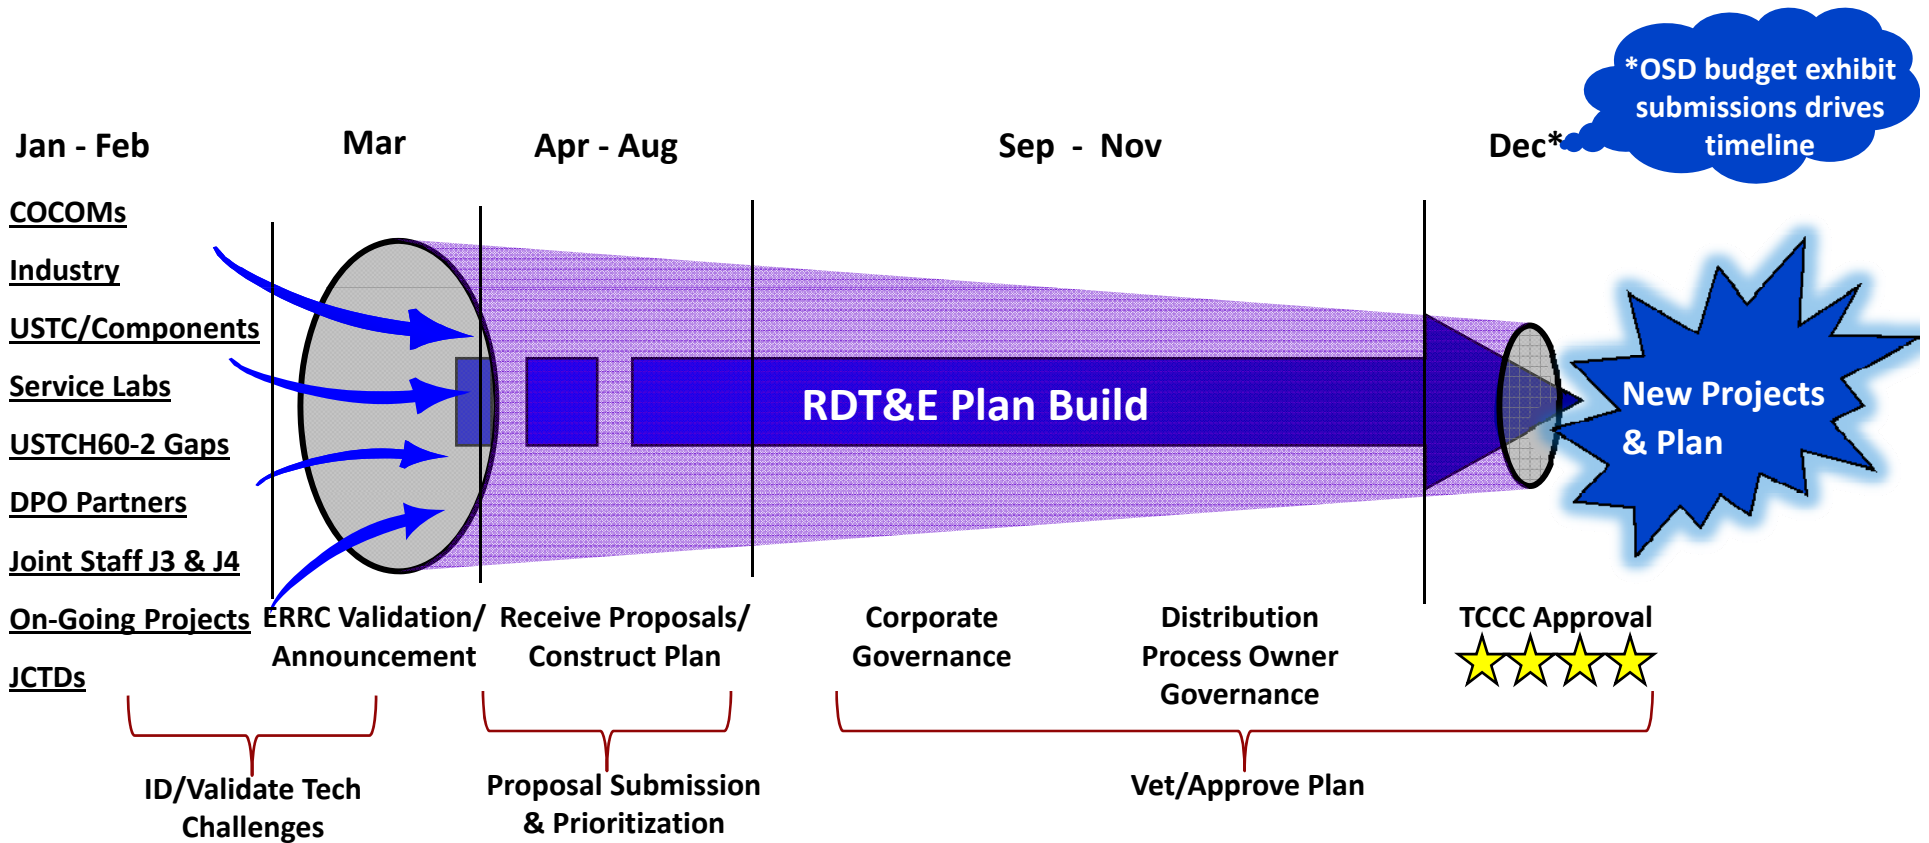 *OSD budget exhibit
submissions drives
timeline
Jan - Feb
Mar
Apr - Aug
Sep - Nov
Dec*
COCOMs
Industry
USTC/Components
Service Labs
USTCH60-2 Gaps
DPO Partners
Joint Staff J3 & J4
On-Going Projects
JCTDs
RDT&E Plan Build
New Projects
& Plan
ERRC Validation/
Announcement
Receive Proposals/
Construct Plan
Corporate
Governance
Distribution
Process Owner
Governance
TCCC Approval
ID/Validate Tech
Challenges
Proposal Submission
& Prioritization
Vet/Approve Plan